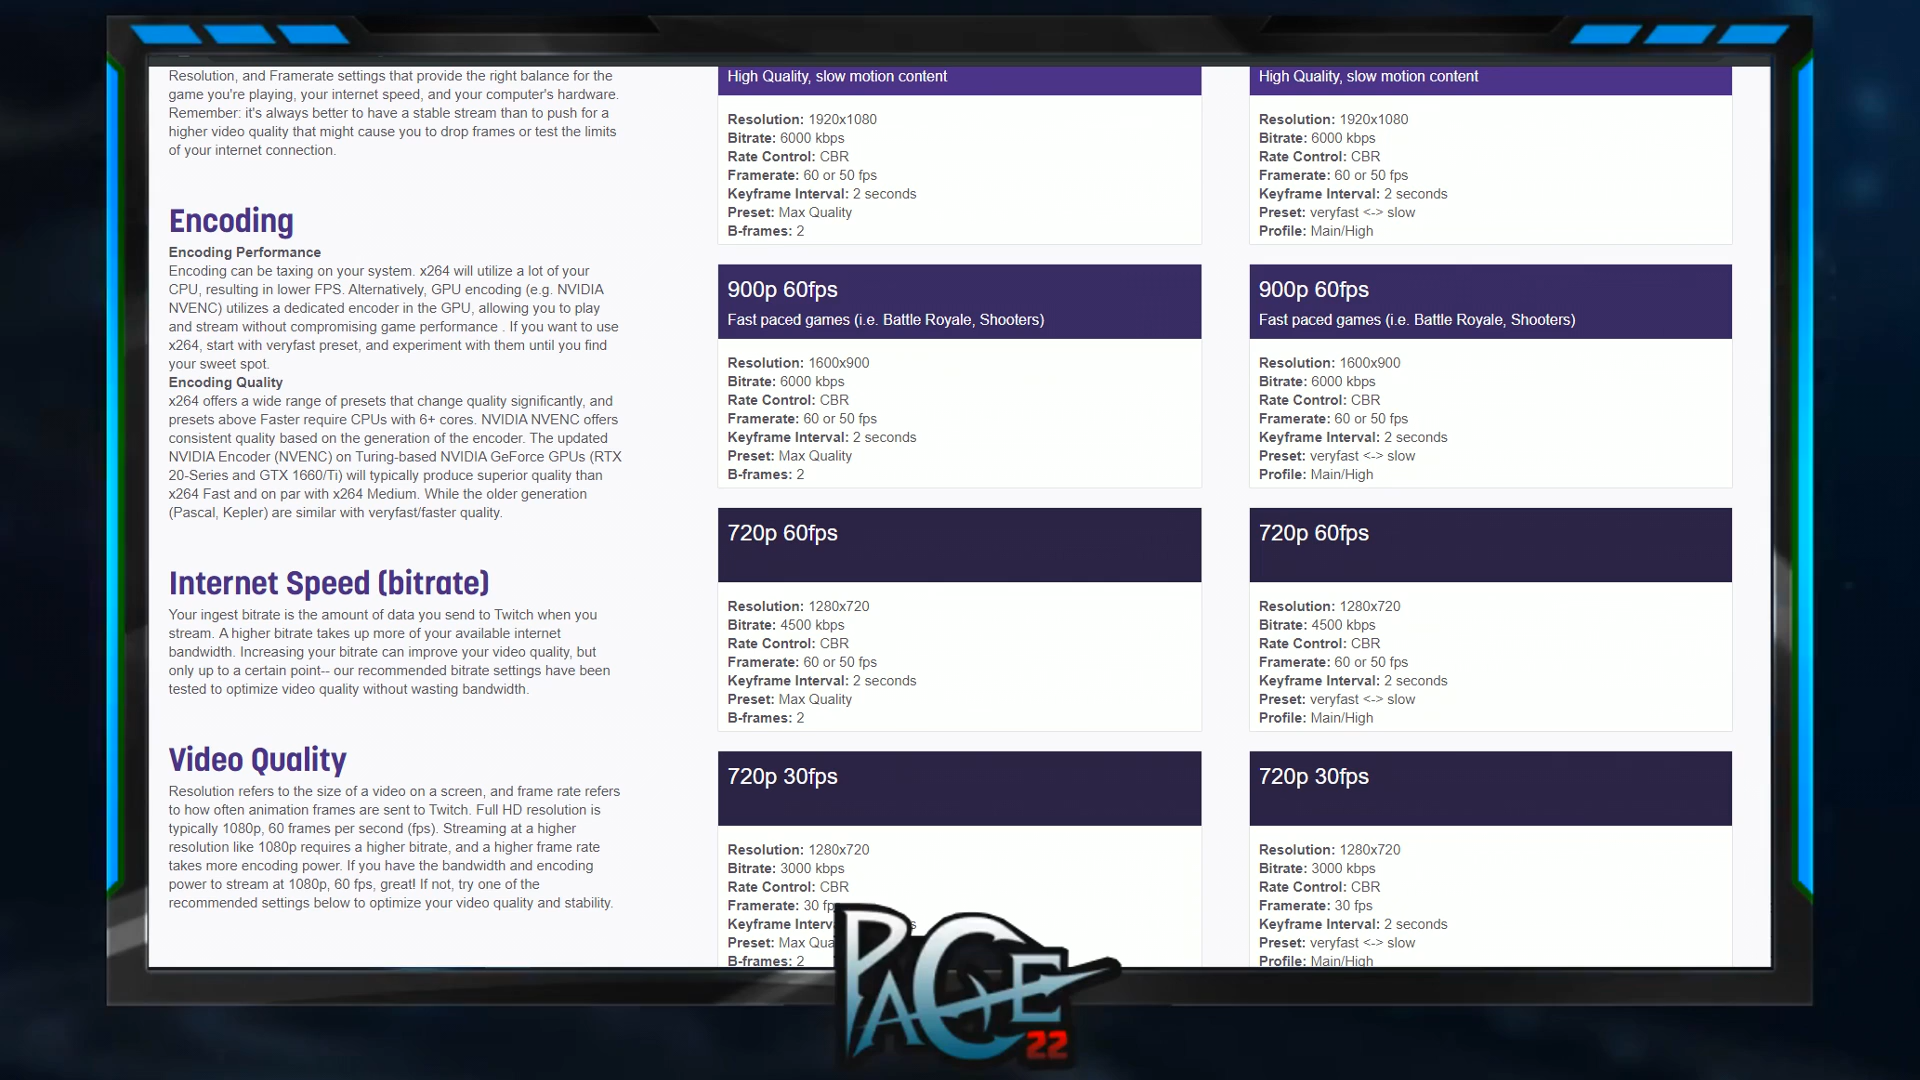 Resolution, and Framerate settings that provide the right balance for the
game you're playing, your internet speed, and your computer's hardware.
Remember: it's always better to have a stable stream than to push for a
higher video quality that might cause you to drop frames or test the limits
of your internet connection.
Encoding
Encoding Performance
Encoding can be taxing on your system. x264 will utilize a lot of your
CPU, resulting in lower FPS. Alternatively, GPU encoding (e.g. NVIDIA
NVENC) utilizes a dedicated encoder in the GPU, allowing you to play
and stream without compromising game performance . If you want to use
x264, start with veryfast preset, and experiment with them until you find
your sweet spot.
Encoding Quality
x264 offers a wide range of presets that change quality significantly, and
presets above Faster require CPUs with 6+ cores. NVIDIA NVENC offers
consistent quality based on the generation of the encoder. The updated
NVIDIA Encoder (NVENC) on Turing-based NVIDIA GeForce GPUs (RTX
20-Series and GTX 1660/Ti) will typically produce superior quality than
x264 Fast and on par with x264 Medium. While the older generation
(Pascal, Kepler) are similar with veryfast/faster quality.
Internet Speed (bitrate)
Your ingest bitrate is the amount of data you send to Twitch when you
stream. A higher bitrate takes up more of your available internet
bandwidth. Increasing your bitrate can improve your video quality, but
only up to a certain point-- our recommended bitrate settings have been
tested to optimize video quality without wasting bandwidth.
Video Quality
Resolution refers to the size of a video on a screen, and frame rate refers
to how often animation frames are sent to Twitch. Full HD resolution is
typically 1080p, 60 frames per second (fps). Streaming at a higher
resolution like 1080p requires a higher bitrate, and a higher frame rate
takes more encoding power. If you have the bandwidth and encoding
power to stream at 1080p, 60 fps, great! If not, try one of the
recommended settings below to optimize your video quality and stability.
High Quality, slow motion content
Resolution: 1920x1080
Bitrate: 6000 kbps
Rate Control: CBR
Framerate: 60 or 50 fps
Keyframe Interval: 2 seconds
Preset: Max Quality
B-frames: 2
900p 60fps
Fast paced games (i.e. Battle Royale, Shooters)
Resolution: 1600x900
Bitrate: 6000 kbps
Rate Control: CBR
Framerate: 60 or 50 fps
Keyframe Interval: 2 seconds
Preset: Max Quality
B-frames: 2
720p 60fps
Resolution: 1280x720
Bitrate: 4500 kbps
Rate Control: CBR
Framerate: 60 or 50 fps
Keyframe Interval: 2 seconds
Preset: Max Quality
B-frames: 2
720p 30fps
Resolution: 1280x720
Bitrate: 3000 kbps
Rate Control: CBR
Framerate: 30
Preset: Max
B-frames: 2
High Quality, slow motion content
Resolution: 1920x1080
Bitrate: 6000 kbps
Rate Control: CBR
Framerate: 60 or 50 fps
Keyframe Interval: 2 seconds
Preset: veryfast <-> slow
Profile: Main/High
900p 60fps
Fast paced games (i.e. Battle Royale, Shooters)
Resolution: 1600x900
Bitrate: 6000 kbps
Rate Control: CBR
Framerate: 60 or 50 fps
Keyframe Interval: 2 seconds
Preset: veryfast <-> slow
Profile: Main/High
720p 60fps
Resolution: 1280x720
Bitrate: 4500 kbps
Rate Control: CBR
Framerate: 60 or 50 fps
Keyframe Interval: 2 seconds
Preset: veryfast <-> slow
Profile: Main/High
720p 30fps
Resolution: 1280x720
Bitrate: 3000 kbps
Rate Control: CBR
Framerate: 30 fps
Keyframe Interval: 2 seconds
Preset: veryfast <-> slow
Profile: Main/High
PACE
22